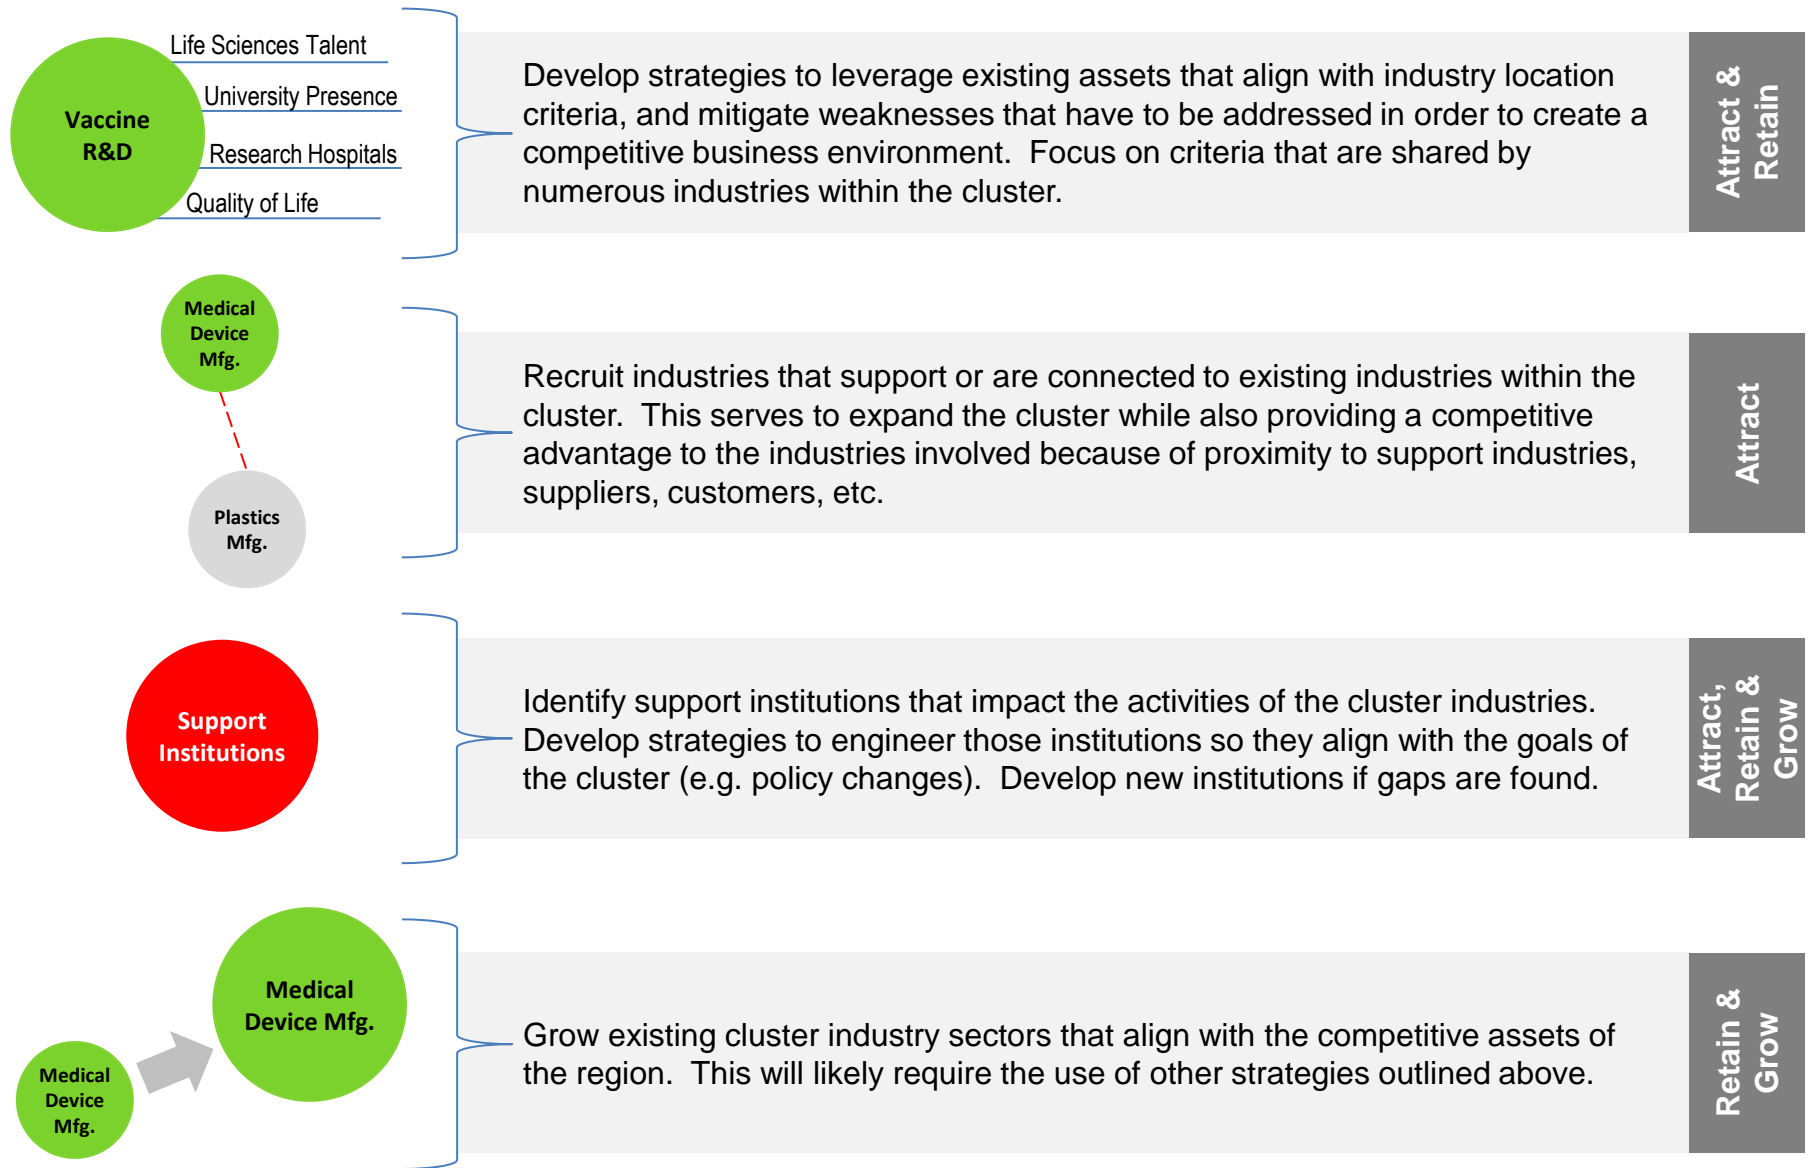 Life Sciences Talent
University Presence
Vaccine
R&D
Research Hospitals
Quality of Life
Develop strategies to leverage existing assets that align with industry location
criteria, and mitigate weaknesses that have to be addressed in order to create a
competitive business environment.  Focus on criteria that are shared by
numerous industries within the cluster.
Attract &
Retain
Medical
Device
Mfg.
Plastics
Mfg.
Recruit industries that support or are connected to existing industries within the
cluster.  This serves to expand the cluster while also providing a competitive
advantage to the industries involved because of proximity to support industries,
suppliers, customers, etc.
Attract
Support
Institutions
Identify support institutions that impact the activities of the cluster industries.
Develop strategies to engineer those institutions so they align with the goals of
the cluster (e.g. policy changes).  Develop new institutions if gaps are found.
Attract,
Retain &
Grow
Medical
Device Mfg.
Medical
Device
Mfg.
Grow existing cluster industry sectors that align with the competitive assets of
the region.  This will likely require the use of other strategies outlined above.
Retain &
Grow